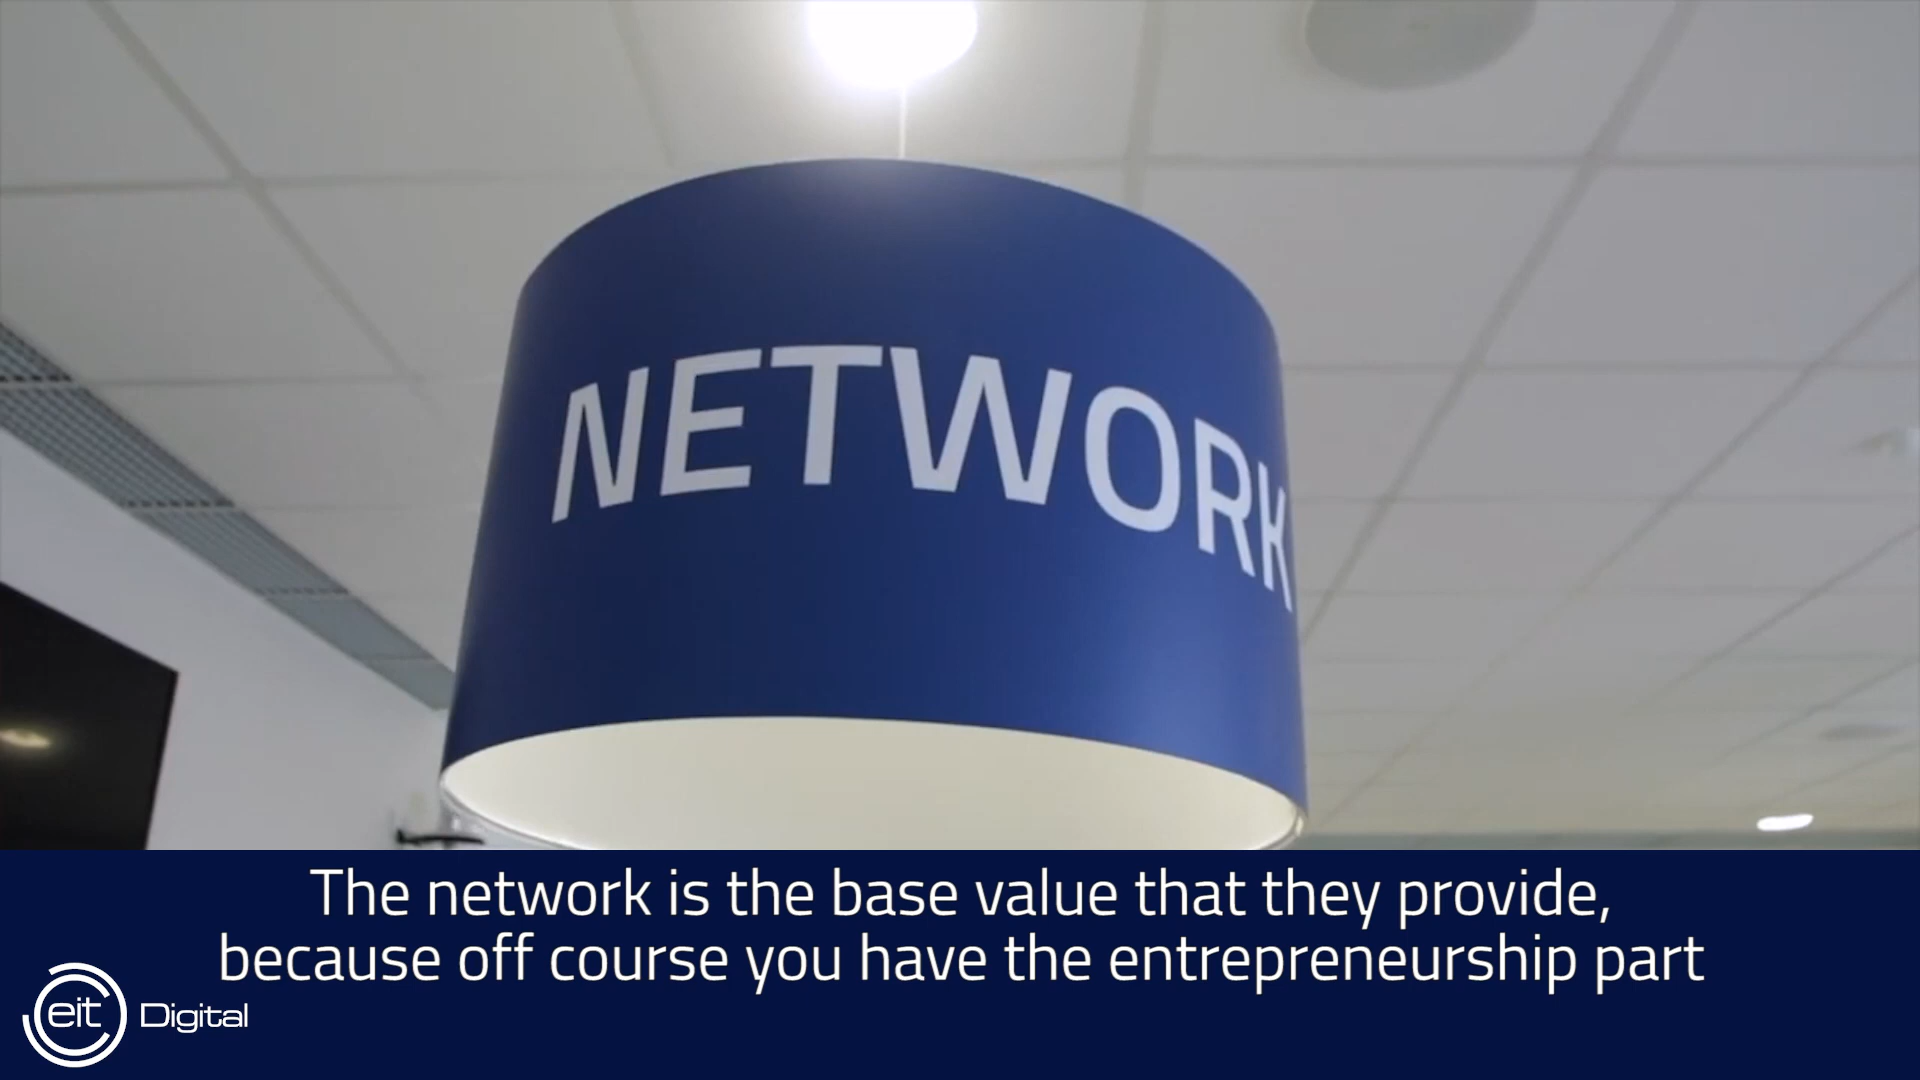 NETWORK
The network is the base value that they provide,
because off course you have the entrepreneurship part
eit Digital